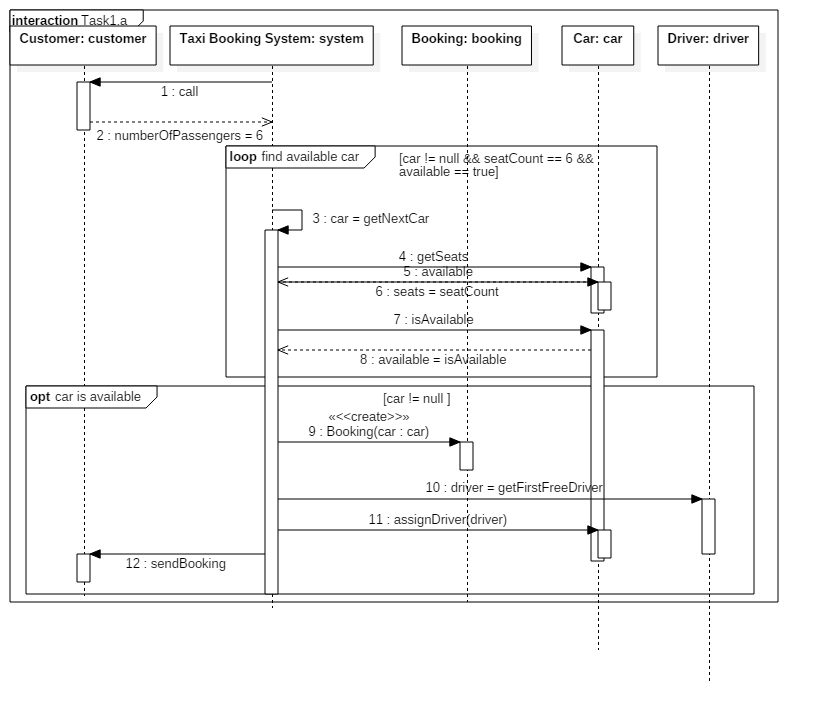 interaction Task1.a
Customer: customer
Taxi Booking System: system
Booking: booking
Car: car
Driver: driver
1 : call
2 : numberOfPassengers = 6
loop find available car
[car != null && seatCount == 6 &&
available == true]
3 : car = getNextCar
4 : getSeats
5 : available
6 : seats = seatCount
7 : isAvailable
8 : available = isAvailable
opt car is available
[car != null ]
««create>>»
9 : Booking(car : car)
10 : driver = getFirstFreeDriver
11 : assignDriver(driver)
12 : sendBooking